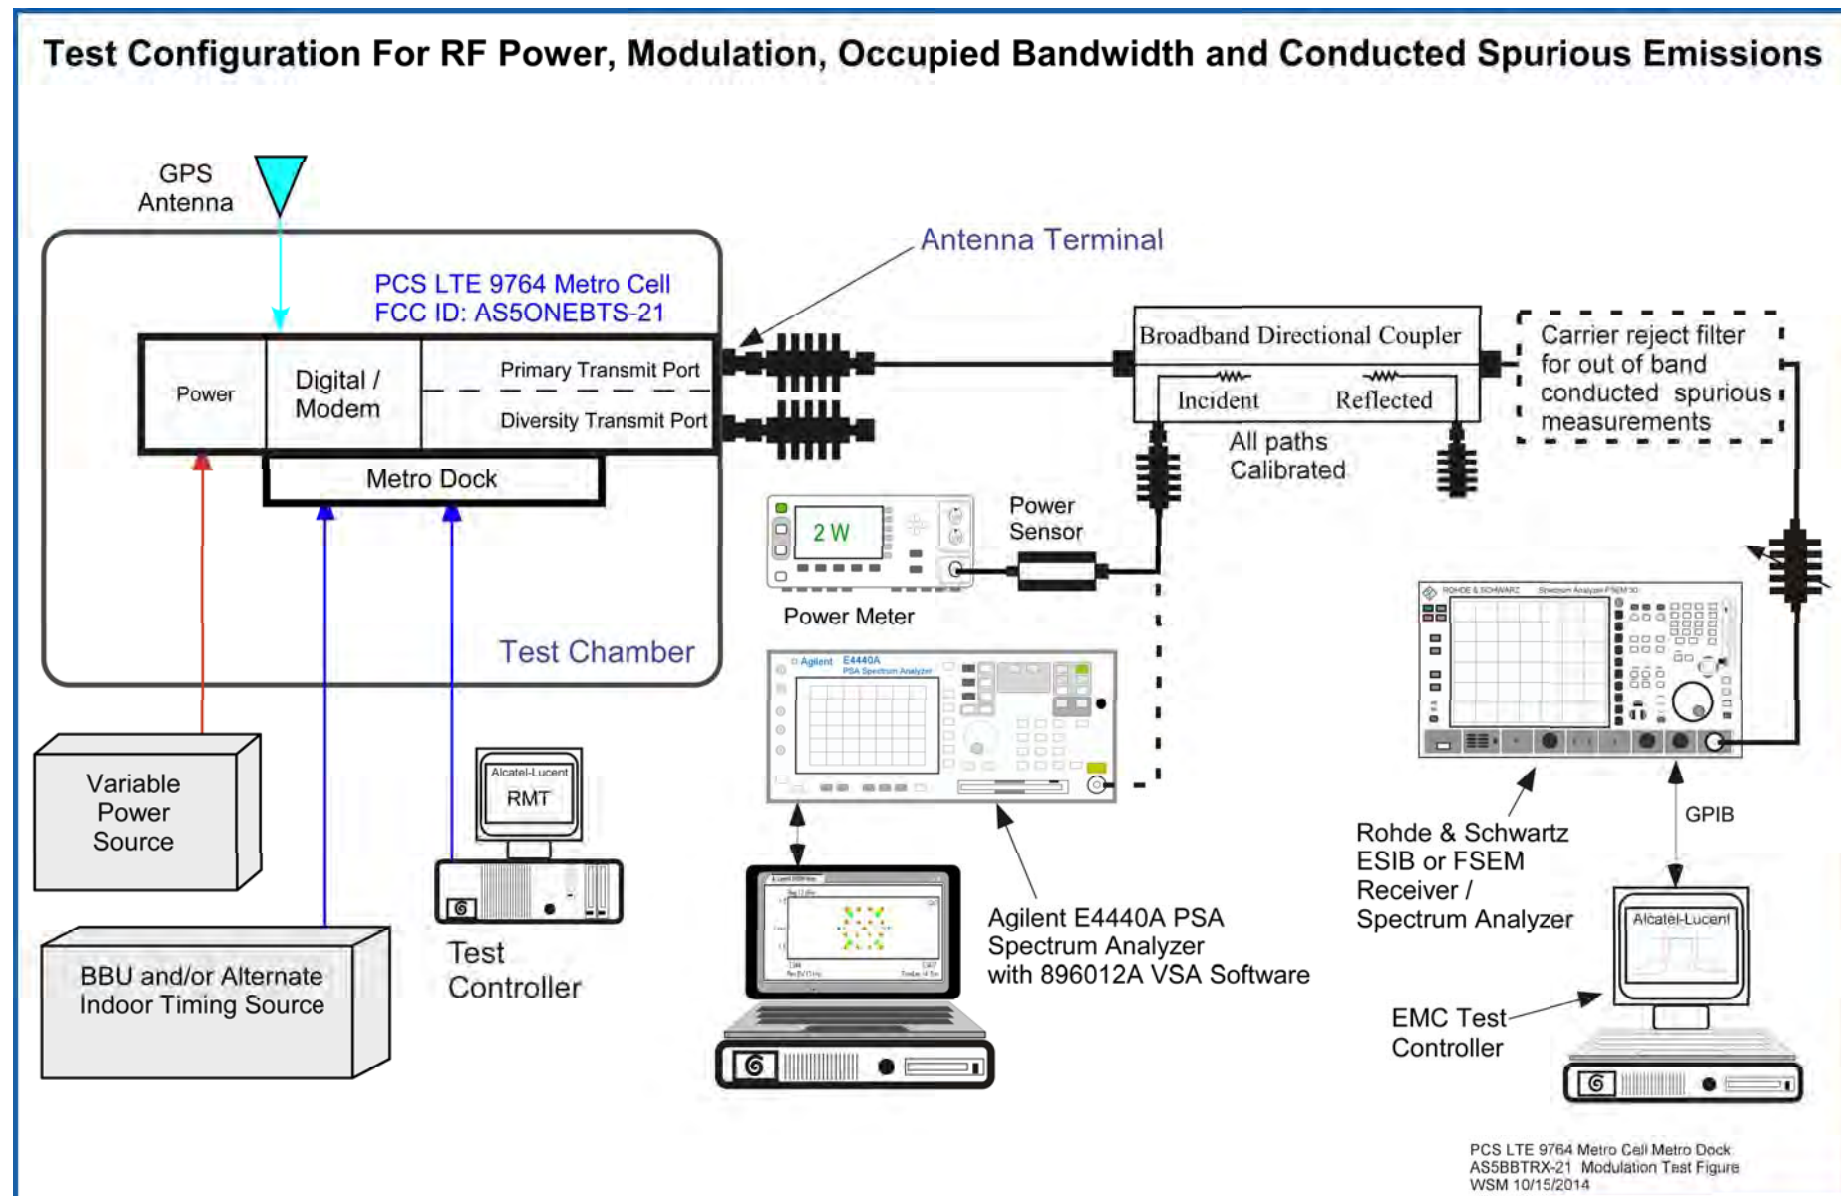 Test Configuration For RF Power, Modulation, Occupied Bandwidth and Conducted Spurious Emissions
GPS
Antenna
Antenna Terminal
PCS LTE 9764 Metro Cell
FCC ID: AS5ONEBTS-21
Power
Digital /
Modem
Primary Transmit Port
Diversity Transmit Port
Metro Dock
Test Chamber
Broadband Directional Coupler
Incident
Reflected
All paths
Calibrated
Carrier reject filter
for out of band
conducted spurious
measurements
2 W
Power
Sensor
Power Meter
Agilent E4440A
PSA Spectrum Analyzer
ROHDE & SCHWARZ Spectrum Analyzer FSEM 30
Variable
Power
Source
Alcatel-Lucent
RMT
Test
Controller
BBU and/or Alternate
Indoor Timing Source
Agilent E4440A PSA
Spectrum Analyzer
with 896012A VSA Software
GPIB
Rohde & Schwartz
ESIB or FSEM
Receiver /
Spectrum Analyzer
Alcatel-Lucent
EMC Test
Controller
PCS LTE 9764 Metro Cell Metro Dock
AS5BBTRX-21 Modulation Test Figure
WSM 10/15/2014